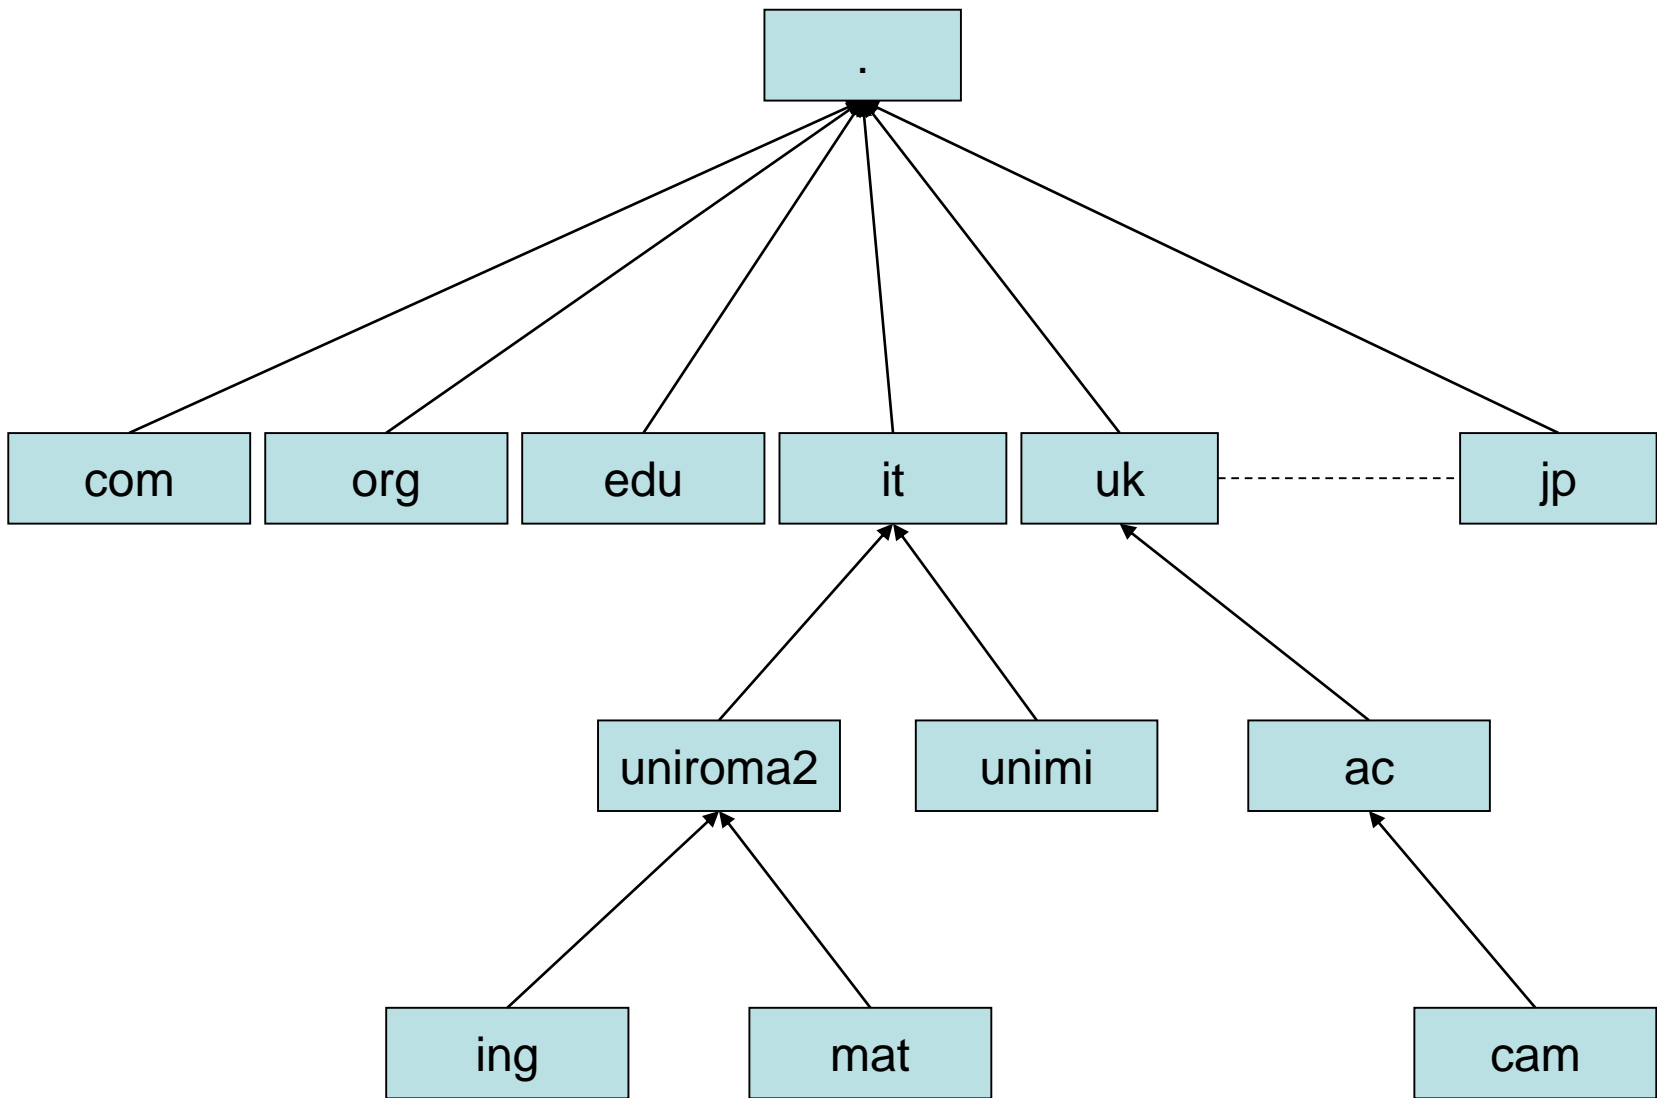 .
com
org
edu
it
uk
jp
uniroma2
unimi
ac
ing
mat
cam